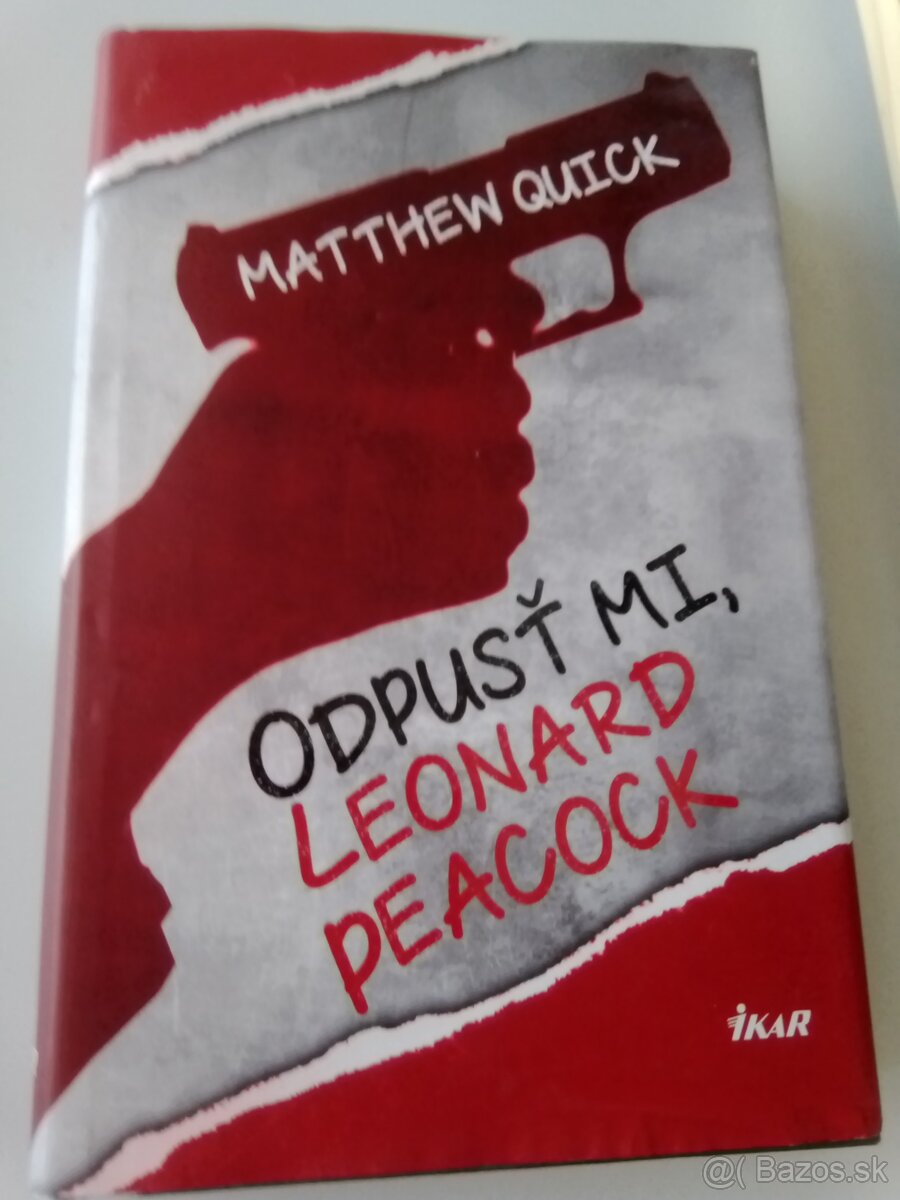 MATTHEW QUICK
ODPUSŤ MI,
LEONARD
PEACOCK
iKAR
@( Bazos.sk